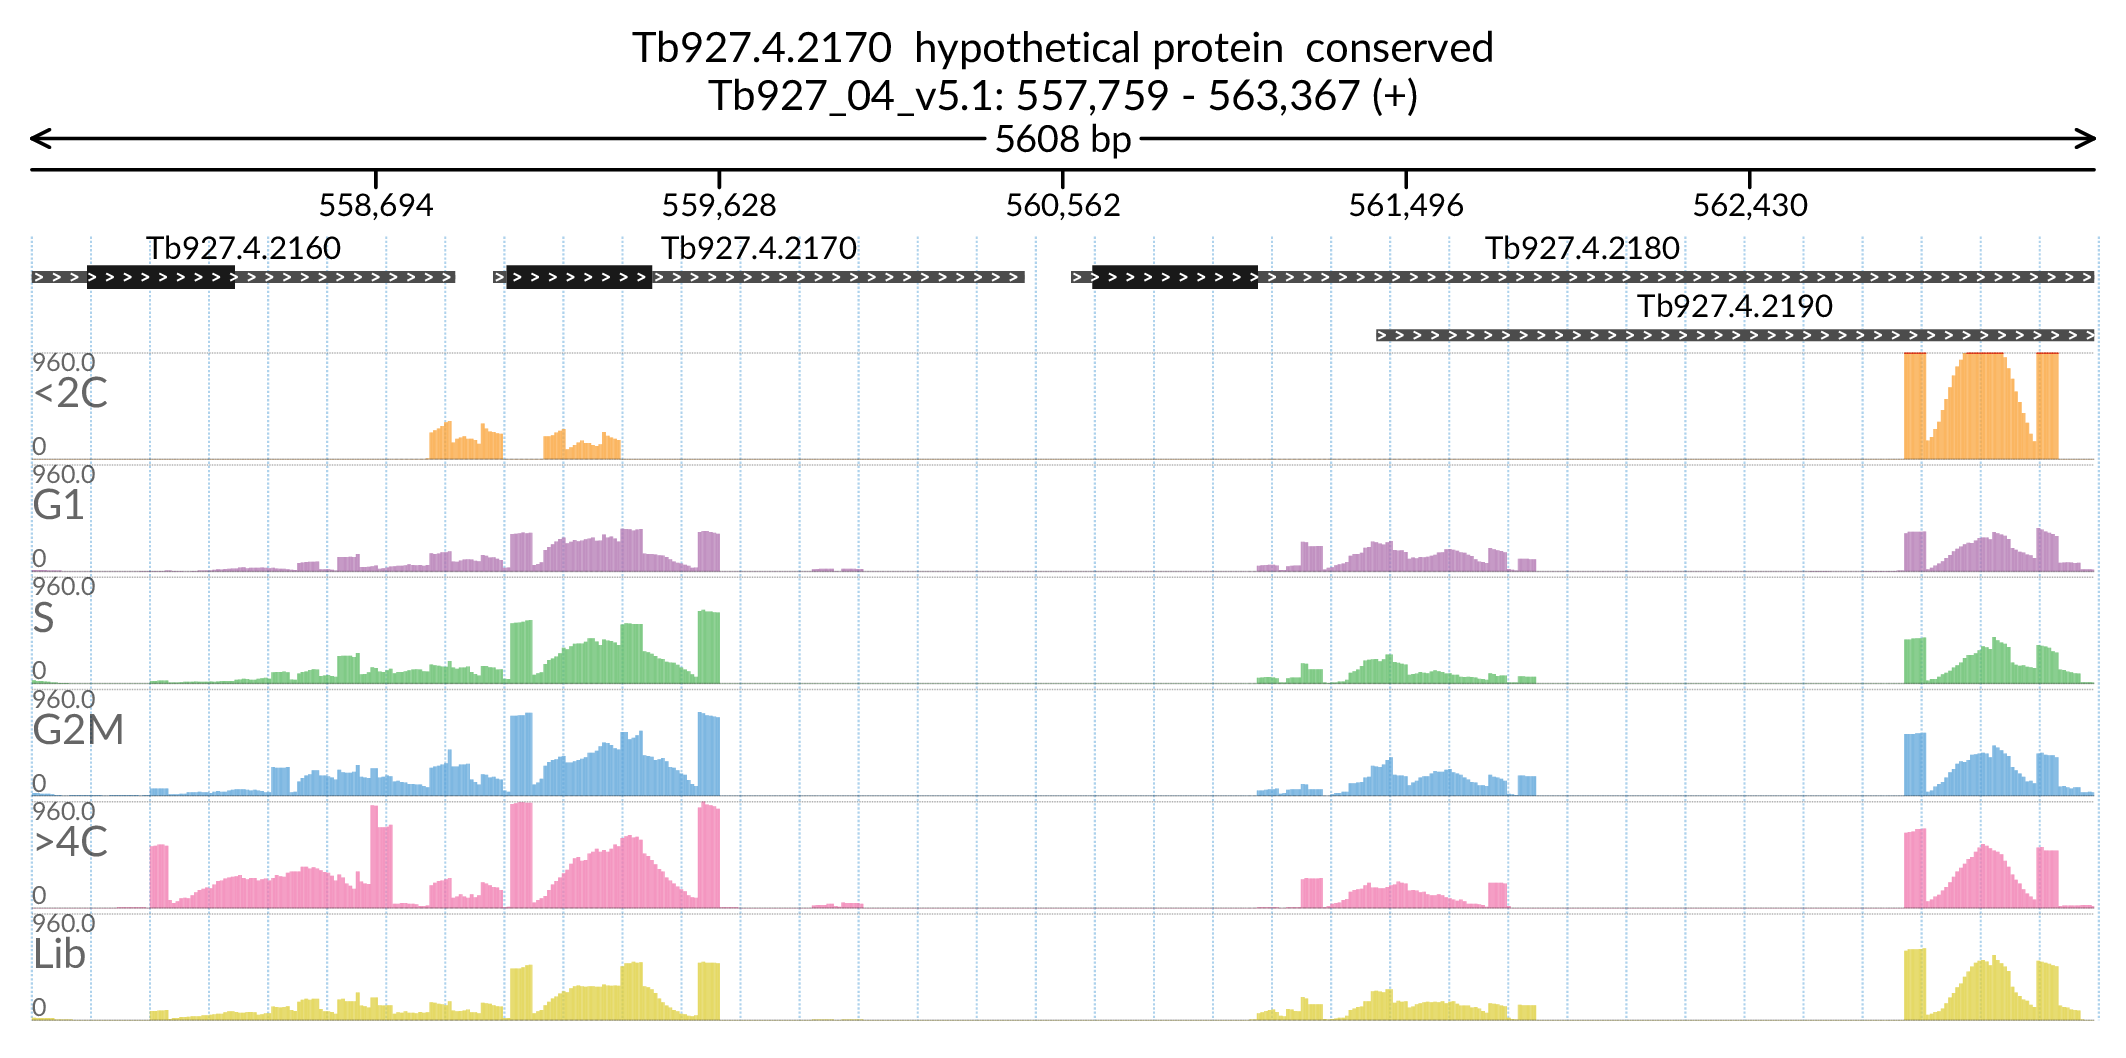 Tb927.4.2170  hypothetical protein  conserved
Tb927_04_v5.1: 557,759 - 563,367 (+)
5608 bp
558,694 559,628 560,562 561,496 562,430
Tb927.4.2160 Tb927.4.2170 Tb927.4.2180
Tb927.4.2190
960.0
<2C
0
960.0
G1
0
960.0
S
0
960.0
G2M
0
960.0
>4C
0
960.0
Lib
0